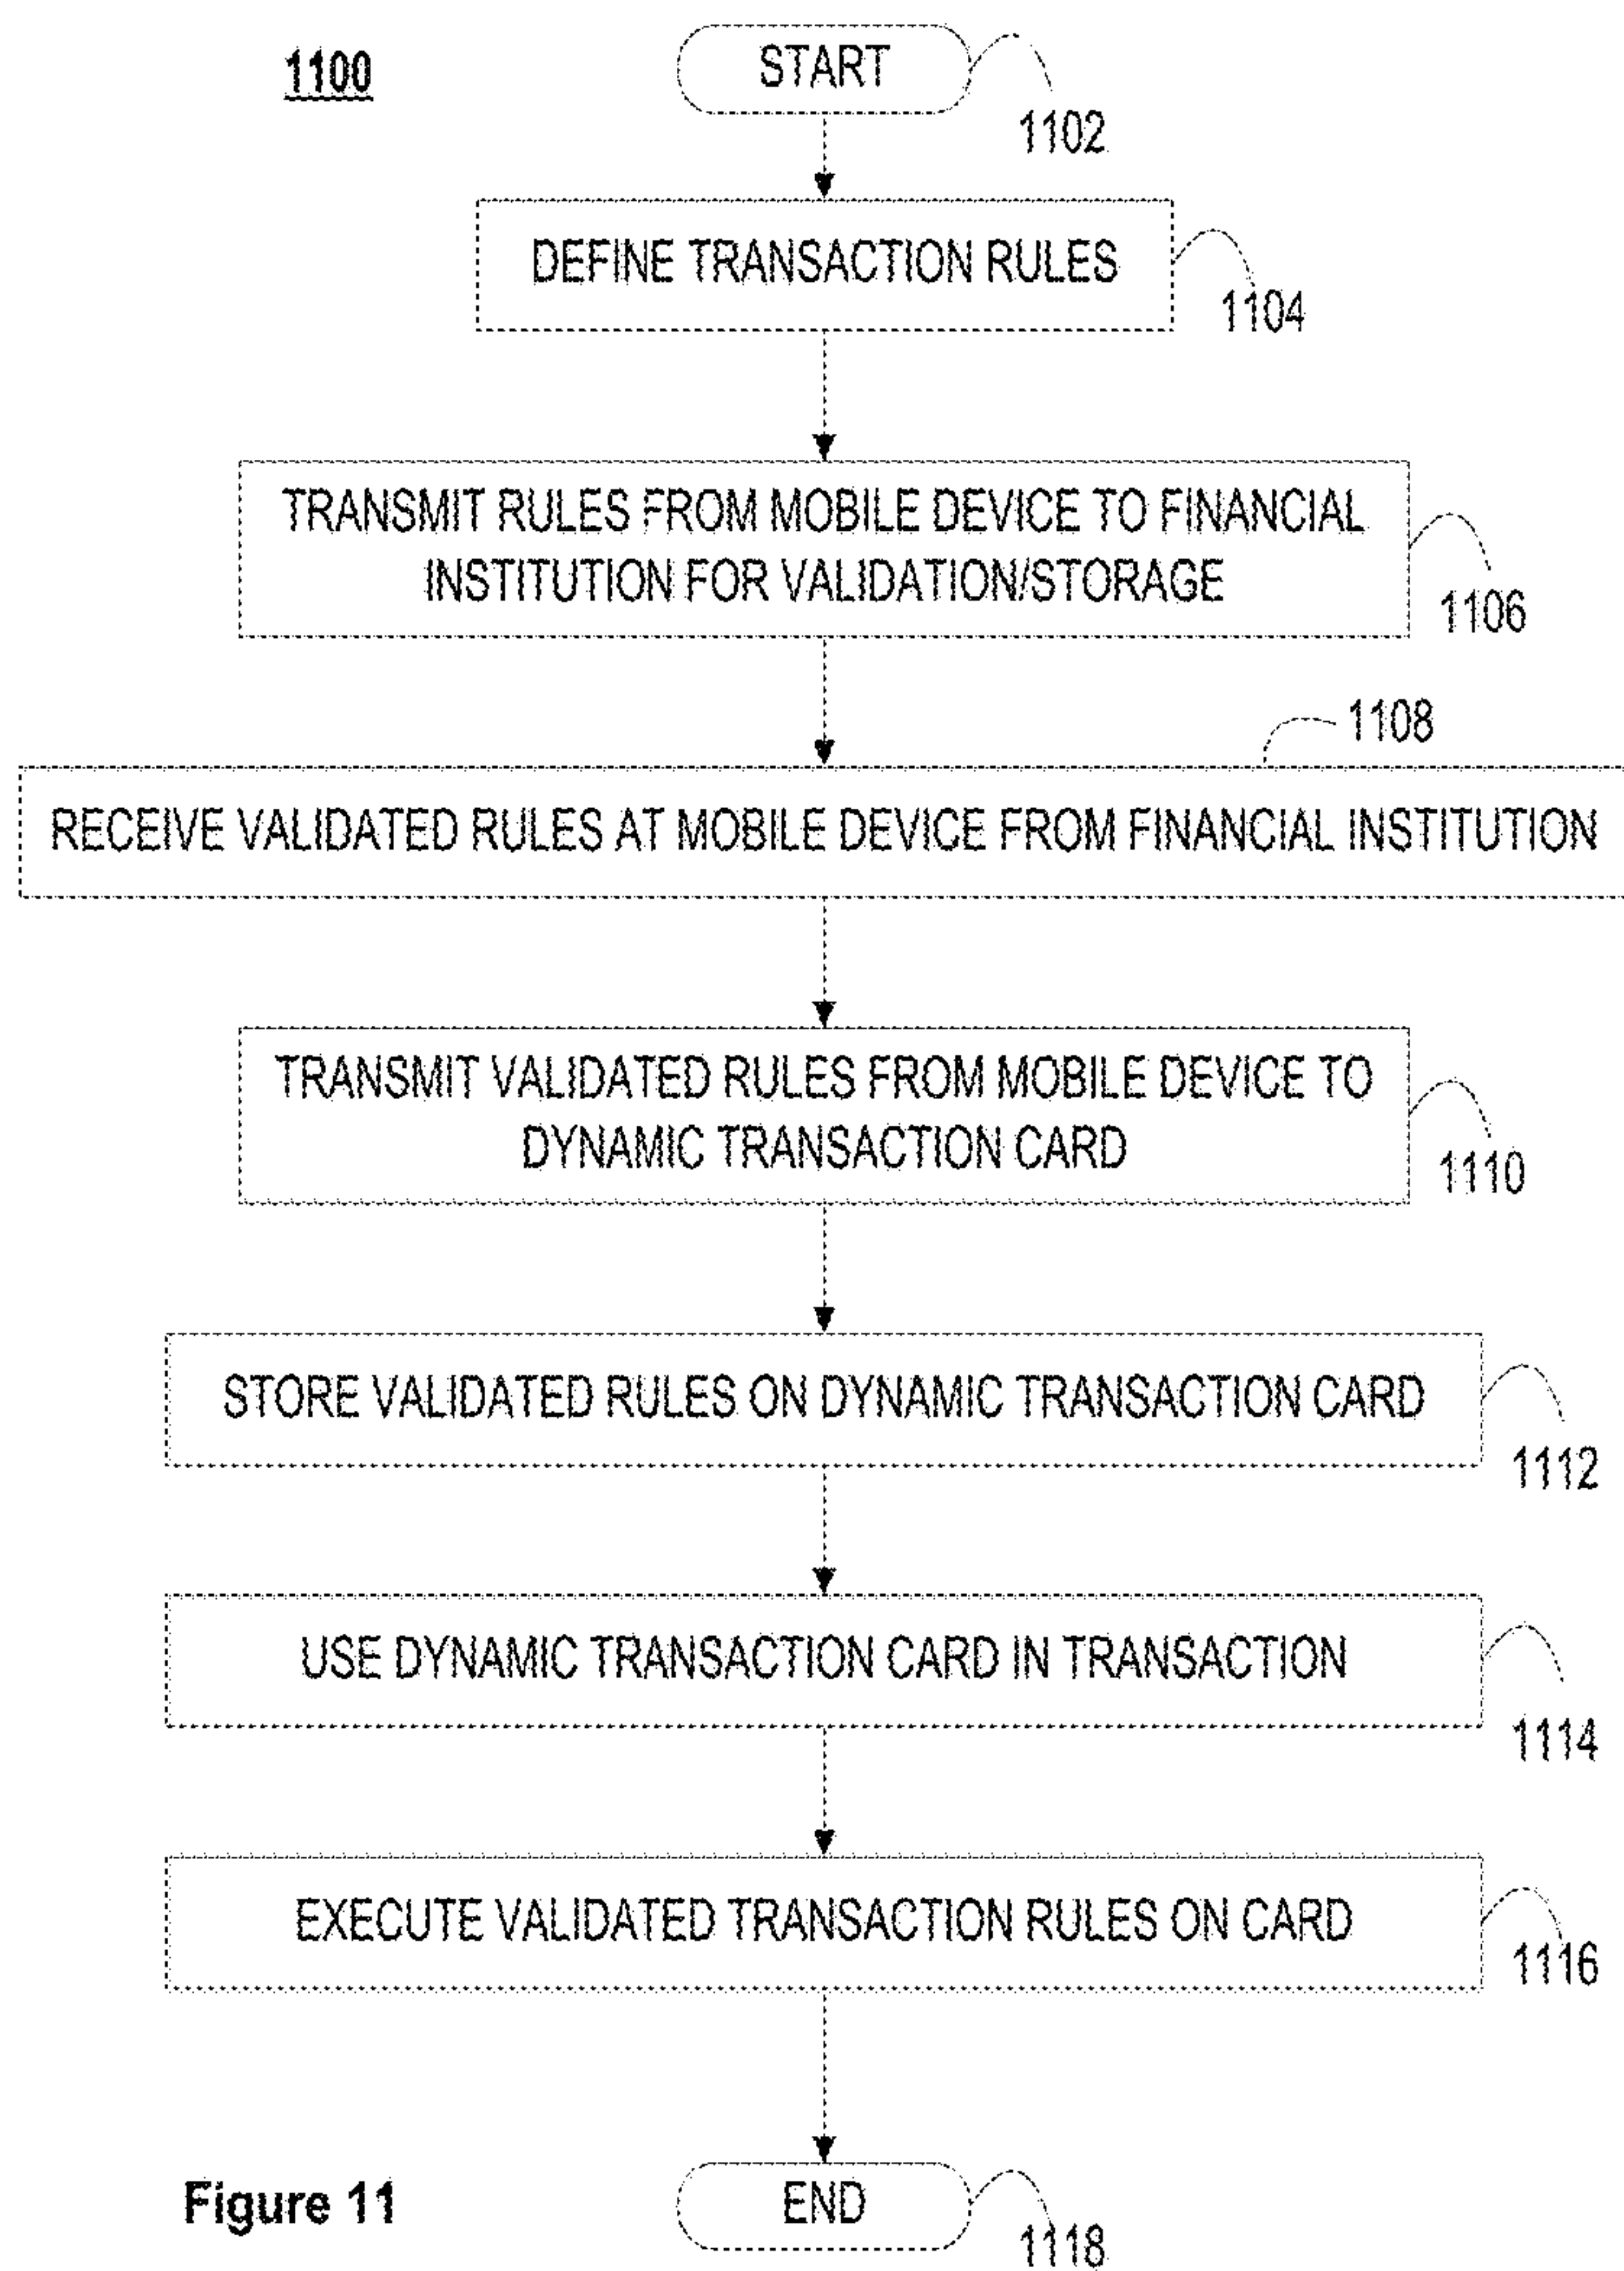 1100
START
1102
DEFINE TRANSACTION RULES
1104
TRANSMIT RULES FROM MOBILE DEVICE TO FINANCIAL
INSTITUTION FOR VALIDATION/STORAGE
1106
1108
RECEIVE VALIDATED RULES AT MOBILE DEVICE FROM FINANCIAL INSTITUTION
TRANSMIT VALIDATED RULES FROM MOBILE DEVICE TO
DYNAMIC TRANSACTION CARD
1110
STORE VALIDATED RULES ON DYNAMIC TRANSACTION CARD
1112
USE DYNAMIC TRANSACTION CARD IN TRANSACTION
1114
EXECUTE VALIDATED TRANSACTION RULES ON CARD
1116
END
1118
Figure 11